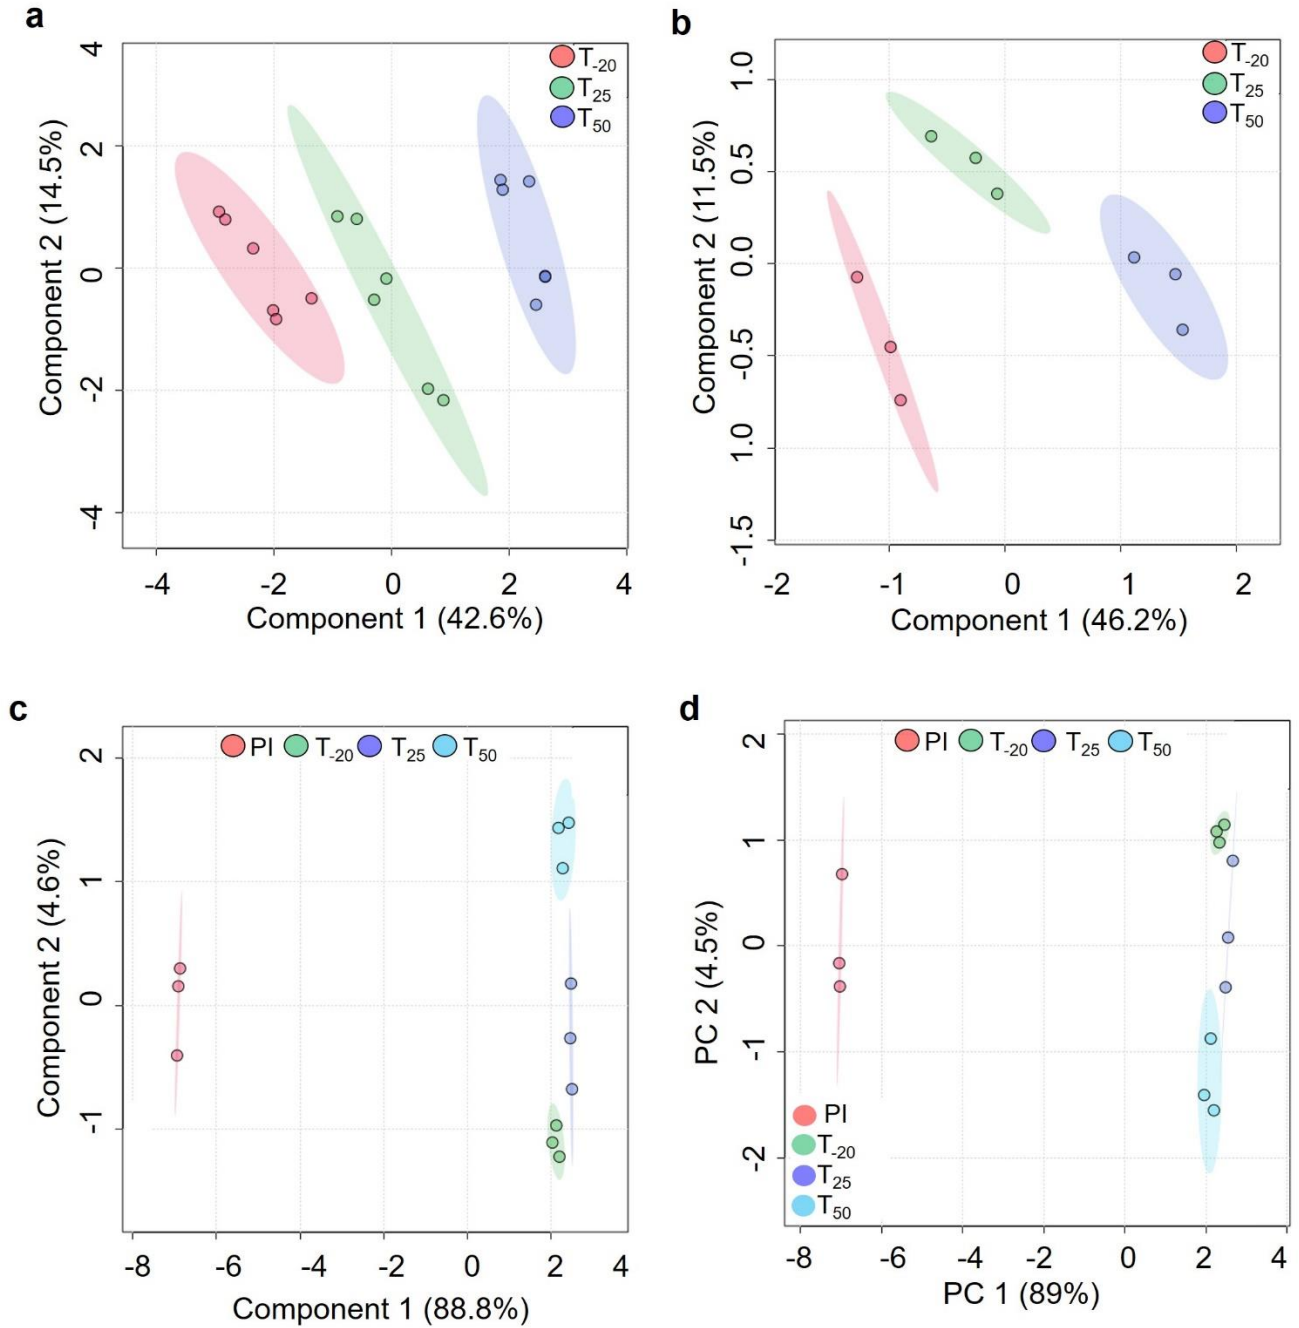 a
4
2
0
-2
-4
Component 2 (14.5%)
T-20
T25
T50
-4 -2 0 2 4
Component 1 (42.6%)
b
1.0
0.5
0.0
-0.5
1.0
-1.5
Component 2 (11.5%)
T-20
T25
T50
-2 -1 0 1 2
Component 1 (46.2%)
c
2
1
0
-1
Component 2 (4.6%)
PI T-20 T25 T50
-8 -6 -4 -2 0 2 4
Component 1 (88.8%)
d
2
1
0
-1
-2
PC 2 (4.5%)
PI T-20 T25 T50
PI
T-20
T25
T50
-8 -6 -4 -2 0 2 4
PC 1 (89%)